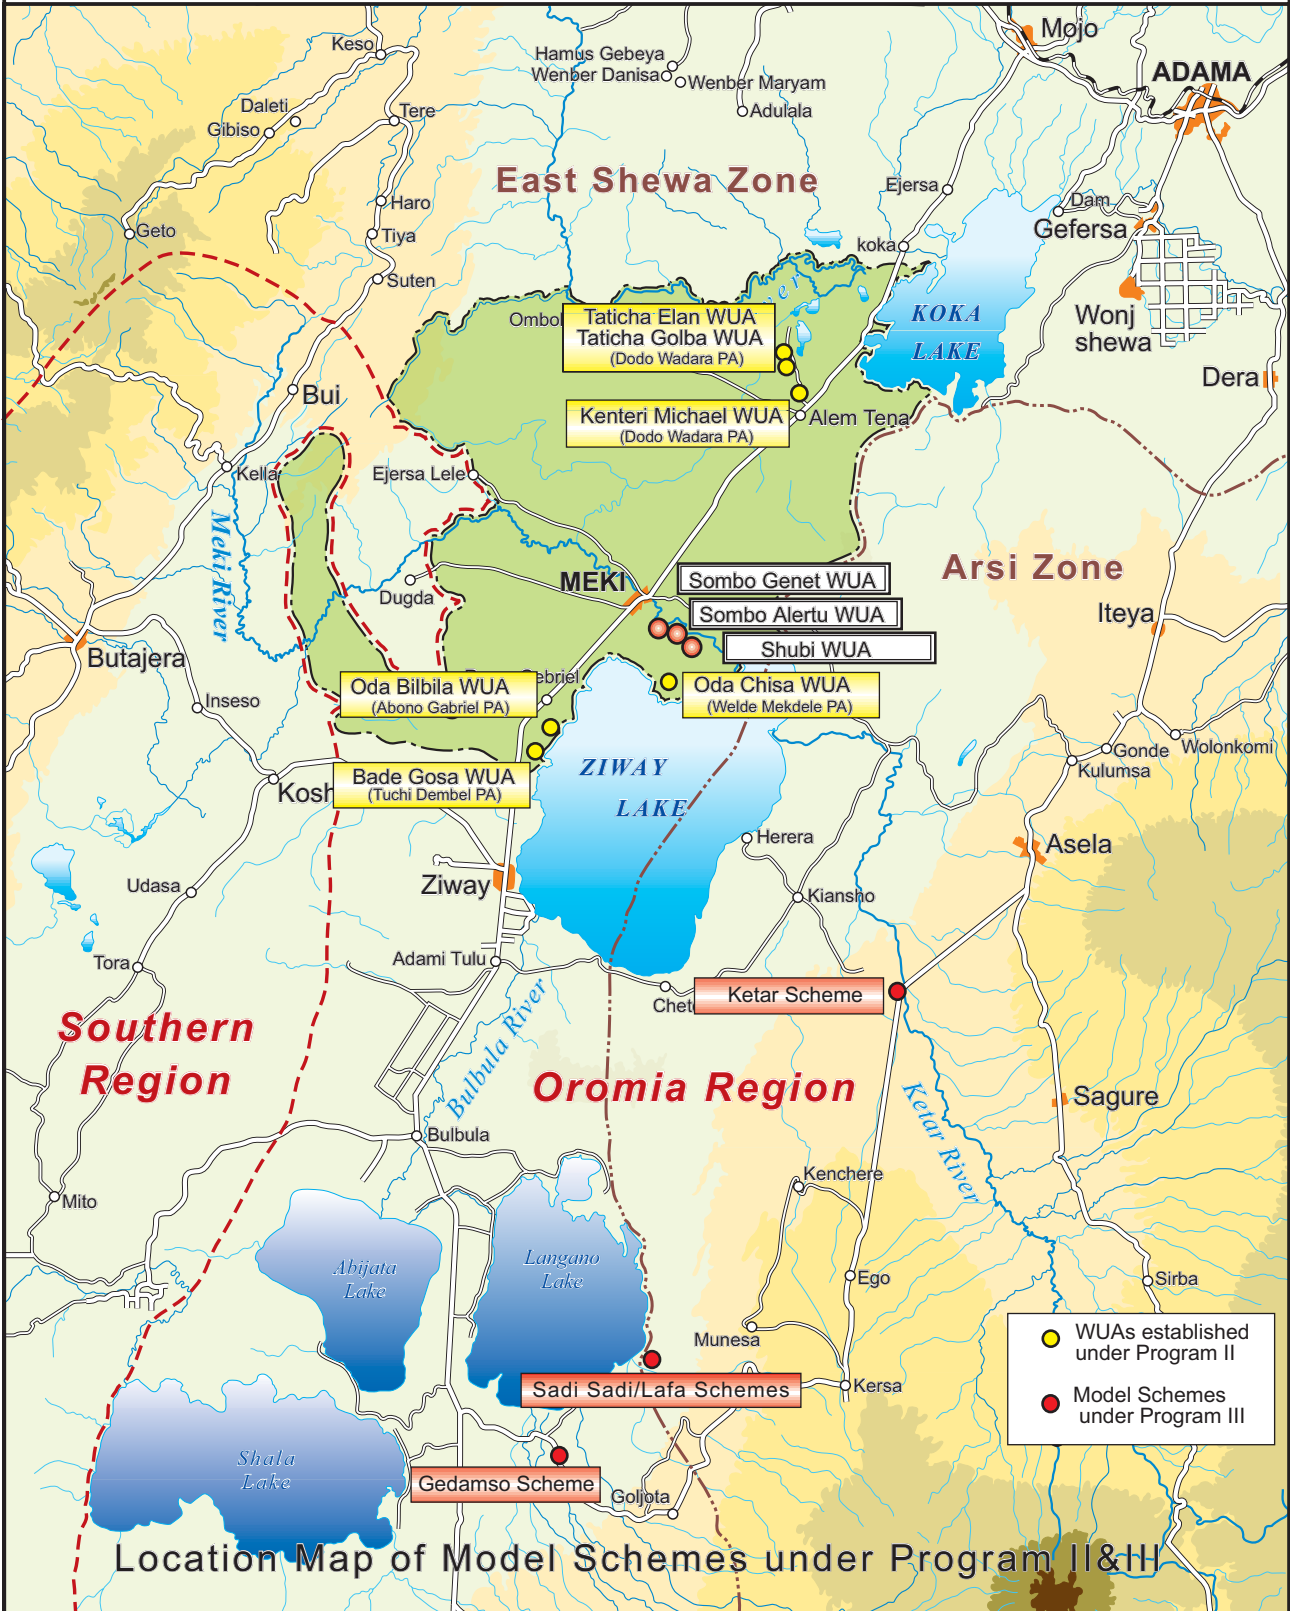 Mojo
Keso
Hamus Gebeya
Wenber Danisa
Wenber Maryam
ADAMA
Daleti
Tere
Adulala
Gibiso
East Shewa Zone
Ejersa
Dam
Haro
Geto
Tiya
koka
Gefersa
Suten
KOKA
LAKE
Wonj
shewa
Taticha Elan WUA
Taticha Golba WUA
(Dodo Wadara PA)
Dera
Bui
Kenteri Michael WUA
(Dodo Wadara PA)
Alem Tena
Kella
Ejersa Lele
Meki River
Arsi Zone
MEKI
Sombo Genet WUA
Dugda
Sombo Alertu WUA
Iteya
Shubi WUA
Butajera
Oda Bilbila WUA
(Abono Gabriel PA)
Oda Chisa WUA
(Welde Mekdele PA)
Inseso
Gonde
Wolonkomi
Kulumsa
ZIWAY
LAKE
Bade Gosa WUA
(Tuchi Dembel PA)
Herera
Asela
Udasa
Ziway
Kiansho
Adami Tulu
Tora
Ketar Scheme
Southern
Region
Bulbula River
Oromia Region
Ketar River
Sagure
Bulbula
Kenchere
Mito
Abijata
Lake
Langano
Lake
Ego
Sirba
Munesa
WUAs established
under Program II
Sadi Sadi/Lafa Schemes
Kersa
Model Schemes
under Program III
Shala
Lake
Gedamso Scheme
Goljota
Location Map of Model Schemes under Program II&III